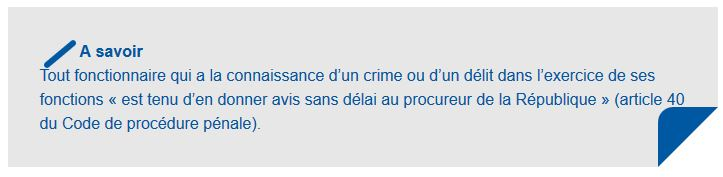 A savoir
Tout fonctionnaire qui a la connaissance d’un crime ou d’un délit dans l’exercice de ses
fonctions « est tenu d’en donner avis sans délai au procureur de la République » (article 40
du Code de procédure pénale).